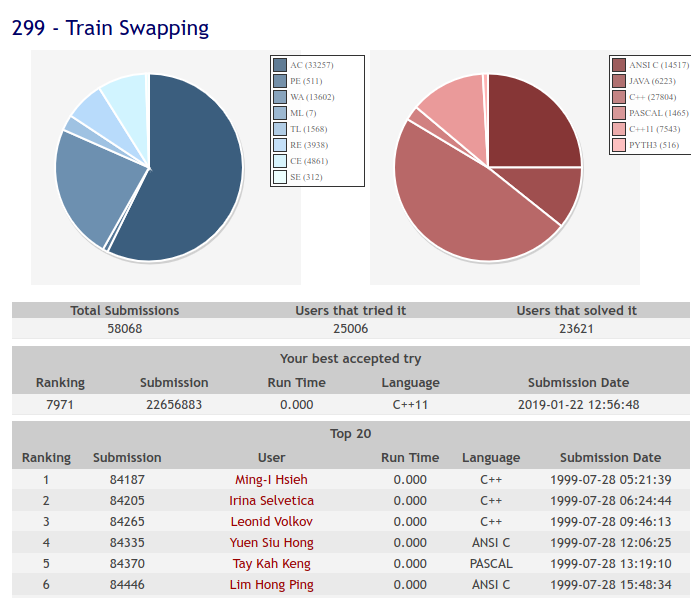 299 - Train Swapping
AC (33257)
PE (511)
WA (13602)
ML (7)
TL (1568)
RE (3938)
CE (4861)
SE (312)
ANSI C (14517)
JAVA (6223)
C++ (27804)
PASCAL (1465)
C++11 (7543)
PYTH3 (516)
Total Submissions Users that tried it Users that solved it
58068 25006 23621
Your best accepted try
Ranking Submission Run Time Language Submission Date
7971 22656883 0.000 C++11 2019-01-22 12:56:48
Top 20
Ranking Submission User Run Time Language Submission Date
1 84187 Ming-I Hsieh 0.000 C++ 1999-07-28 05:21:39
2 84205 Irina Selvetica 0.000 C++ 1999-07-28 06:24:44
3 84265 Leonid Volkov 0.000 C++ 1999-07-28 09:46:13
4 84335 Yuen Siu Hong 0.000 ANSI C 1999-07-28 12:06:25
5 84370 Tay Kah Keng 0.000 PASCAL 1999-07-28 13:19:10
6 84446 Lim Hong Ping 0.000 ANSI C 1999-07-28 15:48:34